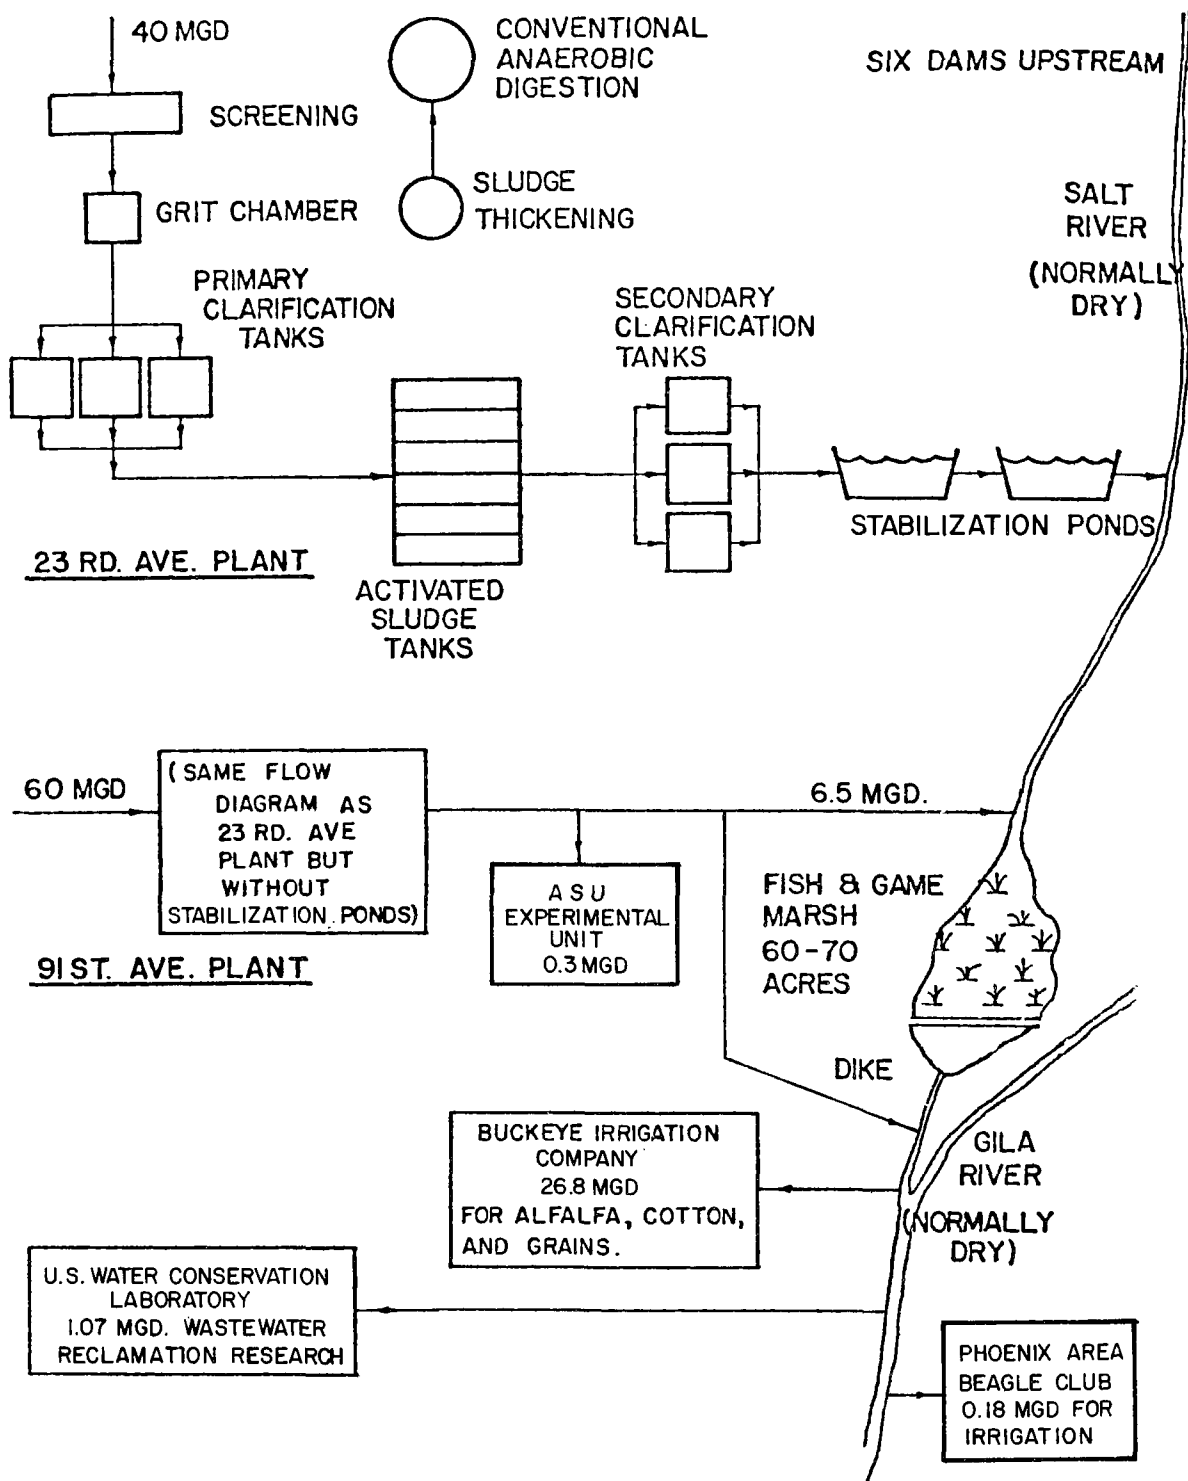 40 MGD
SCREENING
GRIT CHAMBER
PRIMARY
CLARIFICATION
TANKS
CONVENTIONAL
ANAEROBIC
DIGESTION
SLUDGE
THICKENING
SIX DAMS UPSTREAM
SALT
RIVER
(NORMALLY
DRY)
SECONDARY
CLARIFICATION
TANKS
STABILIZATION PONDS
23 RD. AVE. PLANT
ACTIVATED
SLUDGE
TANKS
60 MGD
(SAME FLOW
DIAGRAM AS
23 RD. AVE
PLANT BUT
WITHOUT
STABILIZATION PONDS)
6.5 MGD.
91 ST. AVE. PLANT
ASU
EXPERIMENTAL
UNIT
0.3 MGD
FISH & GAME
MARSH
60-70
ACRES
DIKE
BUCKEYE IRRIGATION
COMPANY
26.8 MGD
FOR ALFALFA, COTTON,
AND GRAINS.
GILA
RIVER
(NORMALLY
DRY)
U.S. WATER CONSERVATION
LABORATORY
1.07 MGD. WASTEWATER
RECLAMATION RESEARCH
PHOENIX AREA
BEAGLE CLUB
0.18 MGD FOR
IRRIGATION